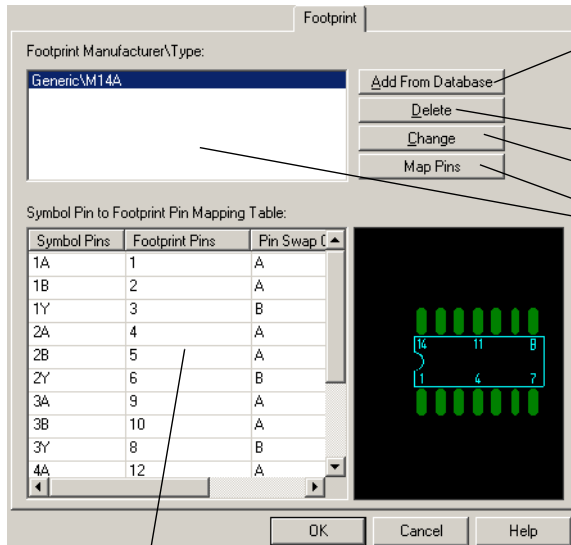 Footprint
Footprint Manufacturer\Type:
Generic\M14A
Add From Database
Delete
Change
Map Pins
Symbol Pin to Footprint Pin Mapping Table:
Symbol Pins Footprint Pins Pin Swap
1A 1 A
1B 2 A
1Y 3 B
2A 4 A
2B 5 A
2Y 6 B
3A 9 A
3B 10 A
3Y 8 B
4A 12 A
14 11 8
1 4 7
OK Cancel Help